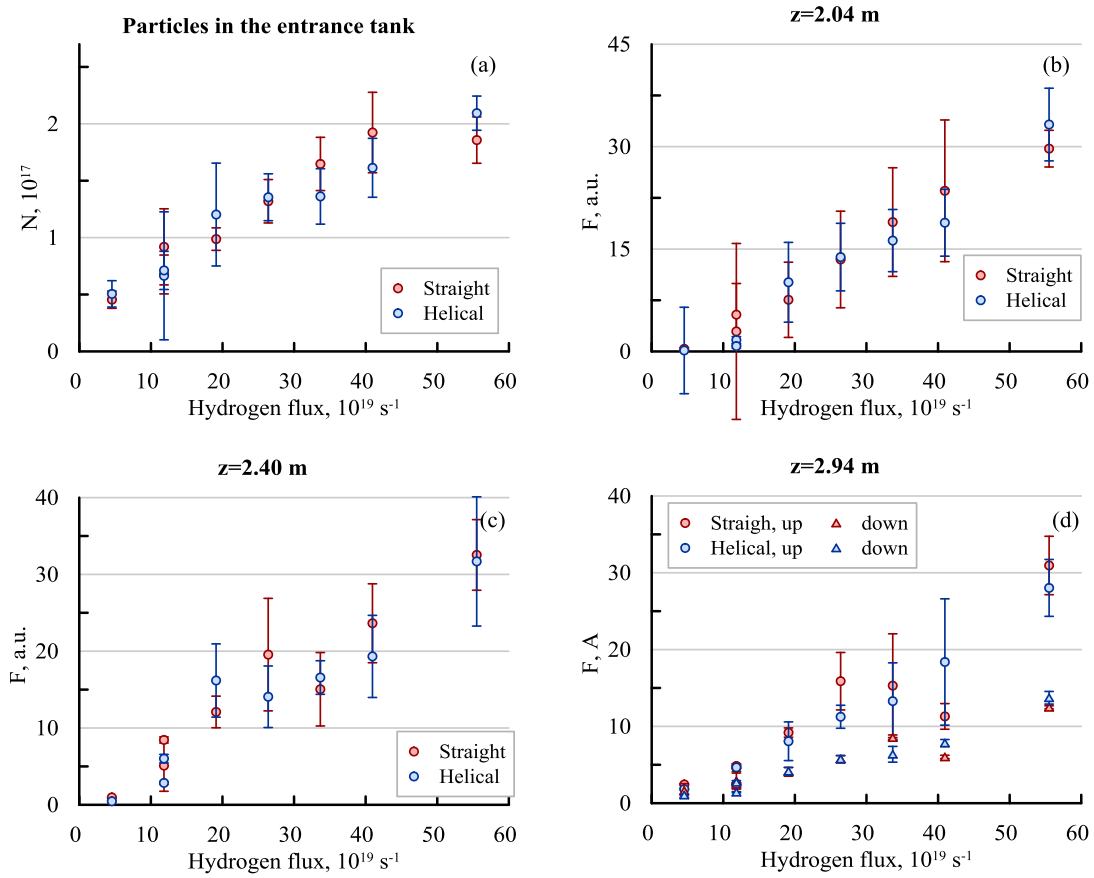 Particles in the entrance tank
(a)
N, 10¹⁷
2
1
0
Straight
Helical
0 10 20 30 40 50 60
Hydrogen flux, 10¹⁹ s⁻¹
z=2.04 m
(b)
F, a.u.
45
30
15
0
Straight
Helical
0 10 20 30 40 50 60
Hydrogen flux, 10¹⁹ s⁻¹
z=2.40 m
(c)
F, a.u.
40
30
20
10
0
Straight
Helical
0 10 20 30 40 50 60
Hydrogen flux, 10¹⁹ s⁻¹
z=2.94 m
(d)
F, A
40
30
20
10
0
Straigh, up down
Helical, up down
0 10 20 30 40 50 60
Hydrogen flux, 10¹⁹ s⁻¹